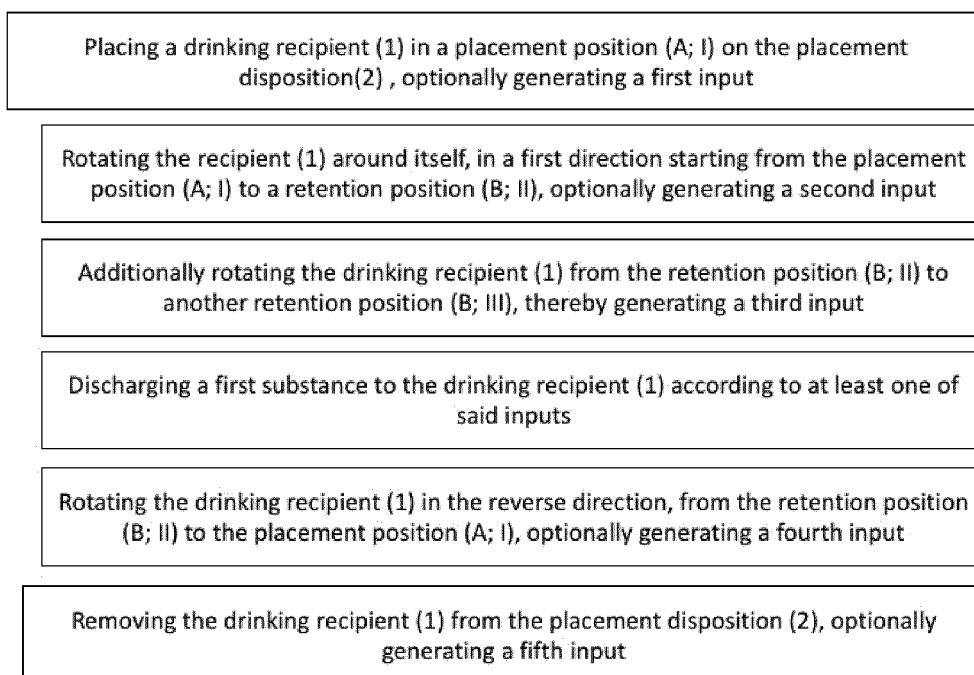 Placing a drinking recipient (1) in a placement position (A; I) on the placement
disposition(2) , optionally generating a first input
Rotating the recipient (1) around itself, in a first direction starting from the placement
position (A; I) to a retention position (B; II), optionally generating a second input
Additionally rotating the drinking recipient (1) from the retention position (B; II) to
another retention position (B; III), thereby generating a third input
Discharging a first substance to the drinking recipient (1) according to at least one of
said inputs
Rotating the drinking recipient (1) in the reverse direction, from the retention position
(B; II) to the placement position (A; I), optionally generating a fourth input
Removing the drinking recipient (1) from the placement disposition (2), optionally
generating a fifth input